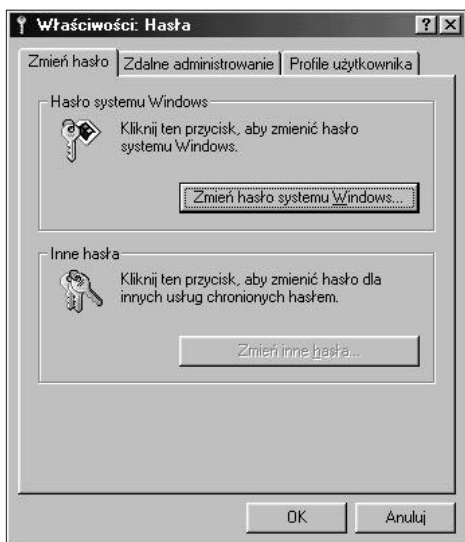 Właściwości: Hasła
Zmień hasło
Zdalne administrowanie
Profile użytkownika
Hasło systemu Windows
Kliknij ten przycisk, aby zmienić hasło
systemu Windows.
Zmień hasło systemu Windows...
Inne hasła
Kliknij ten przycisk, aby zmienić hasło dla
innych usług chronionych hasłem.
Zmień inne hasła...
OK
Anuluj